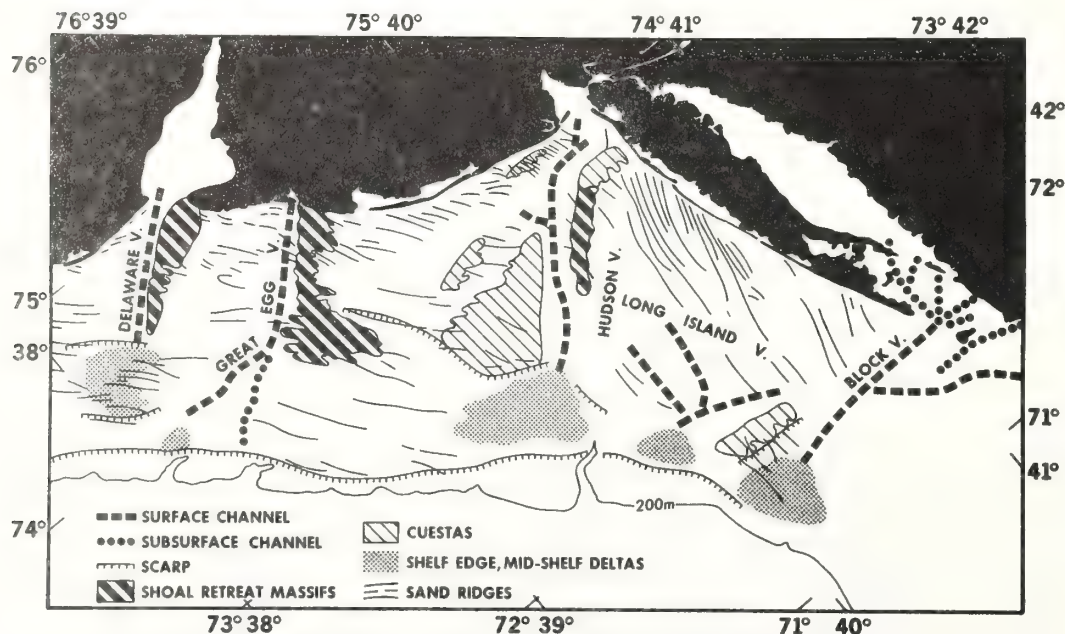 76°39° 75° 40° 74°41° 73°42°
76°
42°
72°
75°
38°
71°
41°
74°
DELAWARE V.
GREAT EGG V.
HUDSON V.
LONG ISLAND V.
BLOCK V.
200m
SURFACE CHANNEL
SUBSURFACE CHANNEL
SCARP
SHOAL RETREAT MASSIFS
CUESTAS
SHELF EDGE, MID-SHELF DELTAS
SAND RIDGES
73°38° 72°39° 71° 40°